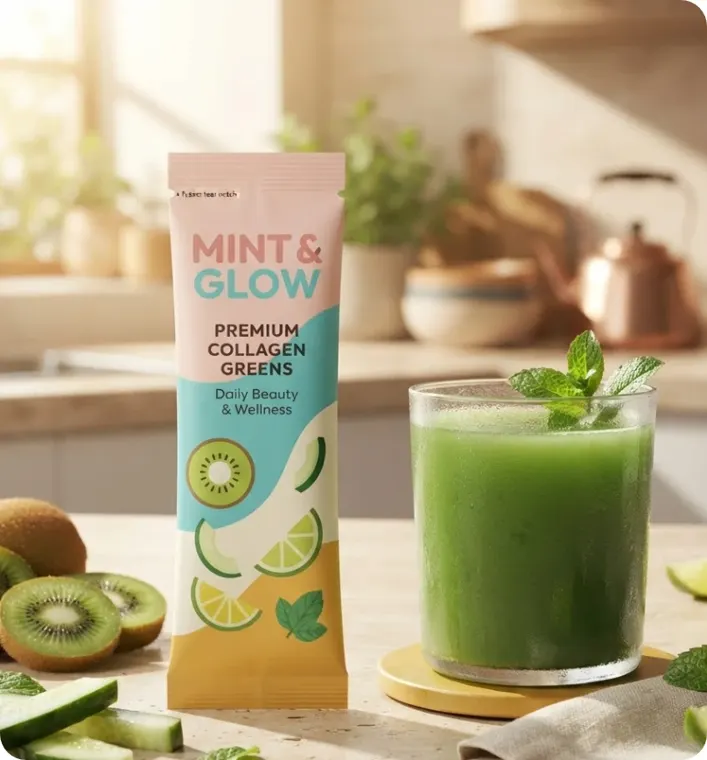 MINT &
GLOW
PREMIUM
COLLAGEN
GREENS
Daily Beauty
& Wellness